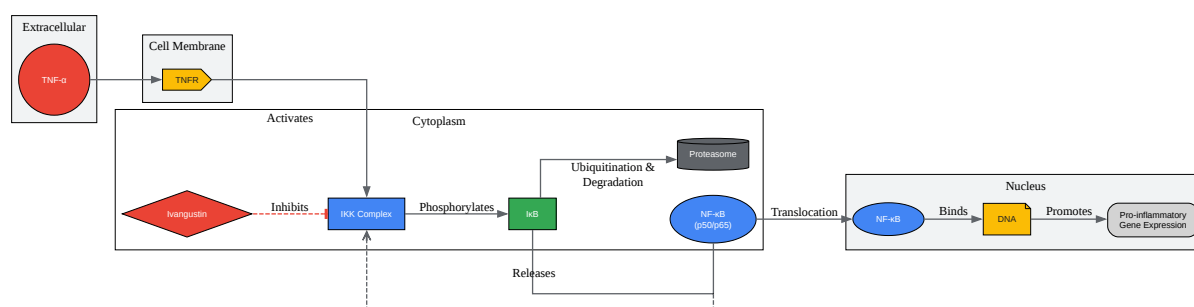 Extracellular
TNF-α
Cell Membrane
TNFR
Activates
Cytoplasm
Ivangustin
Inhibits
IKK Complex
Phosphorylates
IκB
Ubiquitination &
Degradation
Proteasome
Releases
NF-κB
(p50/p65)
Translocation
Nucleus
NF-κB
Binds
DNA
Promotes
Pro-inflammatory
Gene Expression